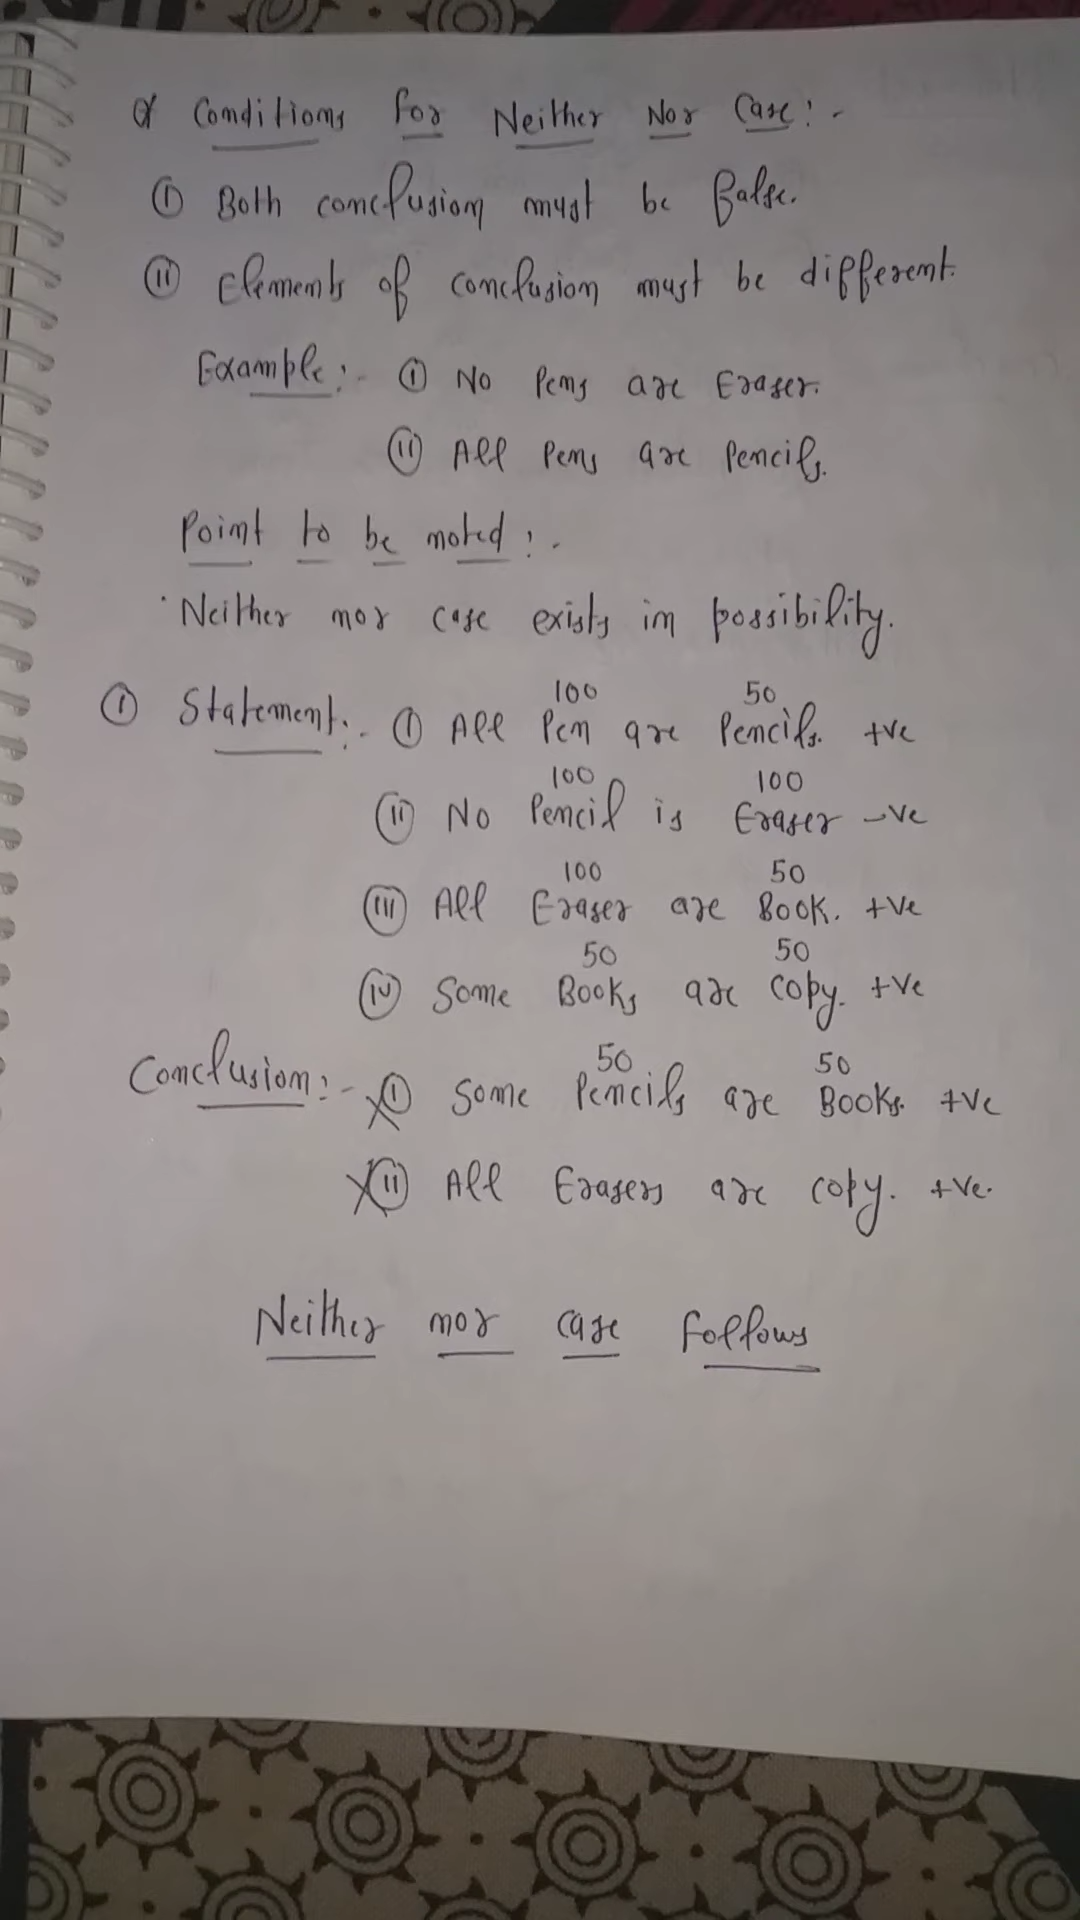 Conditions for Neither Nor Case:-
(i) Both conclusion must be false.
(ii) Elements of conclusion must be different.
Example:- (i) No Pens are Eraser.
(ii) All Pens are Pencils.
Point to be noted:-
· Neither nor case exists in possibility.
100 50
(1) Statement:- (i) All Pen are Pencils. +ve
100 100
(ii) No Pencil is Eraser -ve
100 50
(iii) All Eraser are Book. +ve
50 50
(iv) Some Books are copy. +ve
50 50
Conclusion:- (i) Some Pencils are Books. +ve
(ii) All Erasers are copy. +ve.
Neither nor case follows